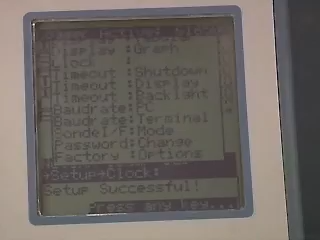 Display :Graph
Clock :
Timeout :Shutdown
Timeout :Display
Timeout :Backlight
Baudrate:PC
Baudrate:Terminal
SondeI/F:Mode
Password:Change
Factory :Options
→Setup→Clock:
Setup Successful!
Press any key...